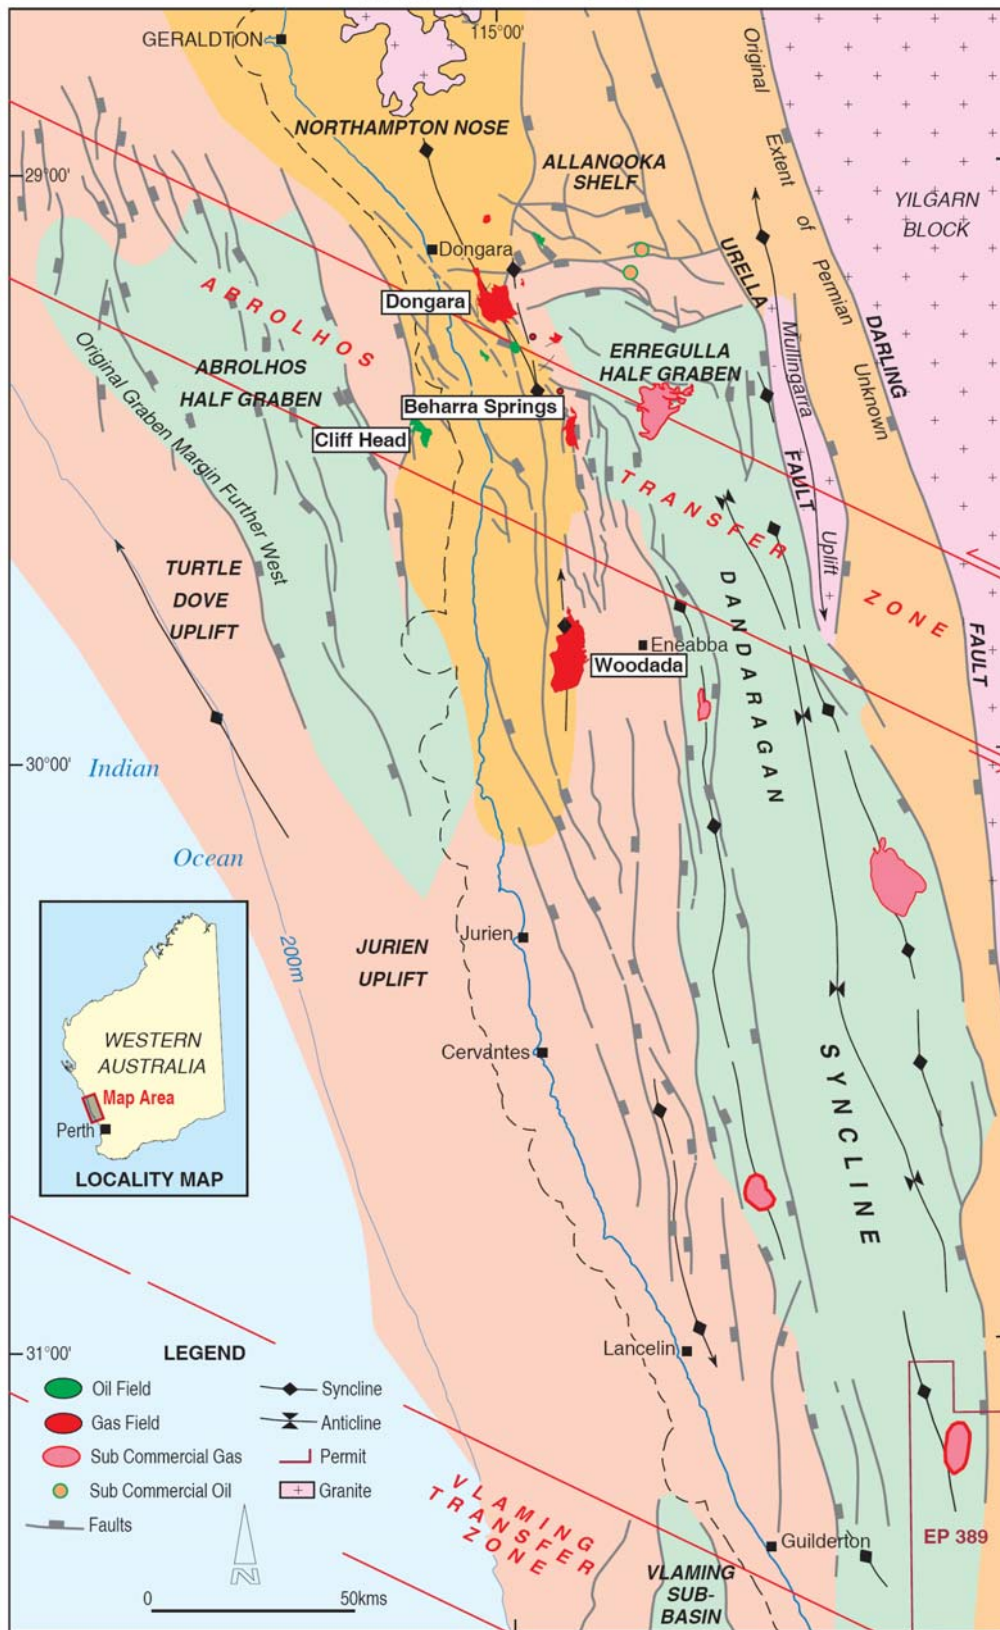 GERALDTON
115°00'
NORTHAMPTON NOSE
ALLANOOKA
SHELF
Original Extent of Permian Unknown
YILGARN
BLOCK
29°00'
Dongara
URELLA FAULT
DARLING FAULT
Mullingarra Uplift
ABROLHOS TRANSFER ZONE
Dongara
ABROLHOS
HALF GRABEN
ERREGULLA
HALF GRABEN
Original Graben Margin Further West
Beharra Springs
Cliff Head
TURTLE
DOVE
UPLIFT
DANDARAGAN SYNCLINE
Eneabba
Woodada
30°00'
Indian
Ocean
200m
JURIEN
UPLIFT
Jurien
Cervantes
WESTERN
AUSTRALIA
Map Area
Perth
LOCALITY MAP
31°00'
Lancelin
LEGEND
Oil Field
Gas Field
Sub Commercial Gas
Sub Commercial Oil
Faults
Syncline
Anticline
Permit
Granite
N
0 50kms
VLAMING
TRANSFER
ZONE
Guilderton
VLAMING
SUB-
BASIN
EP 389